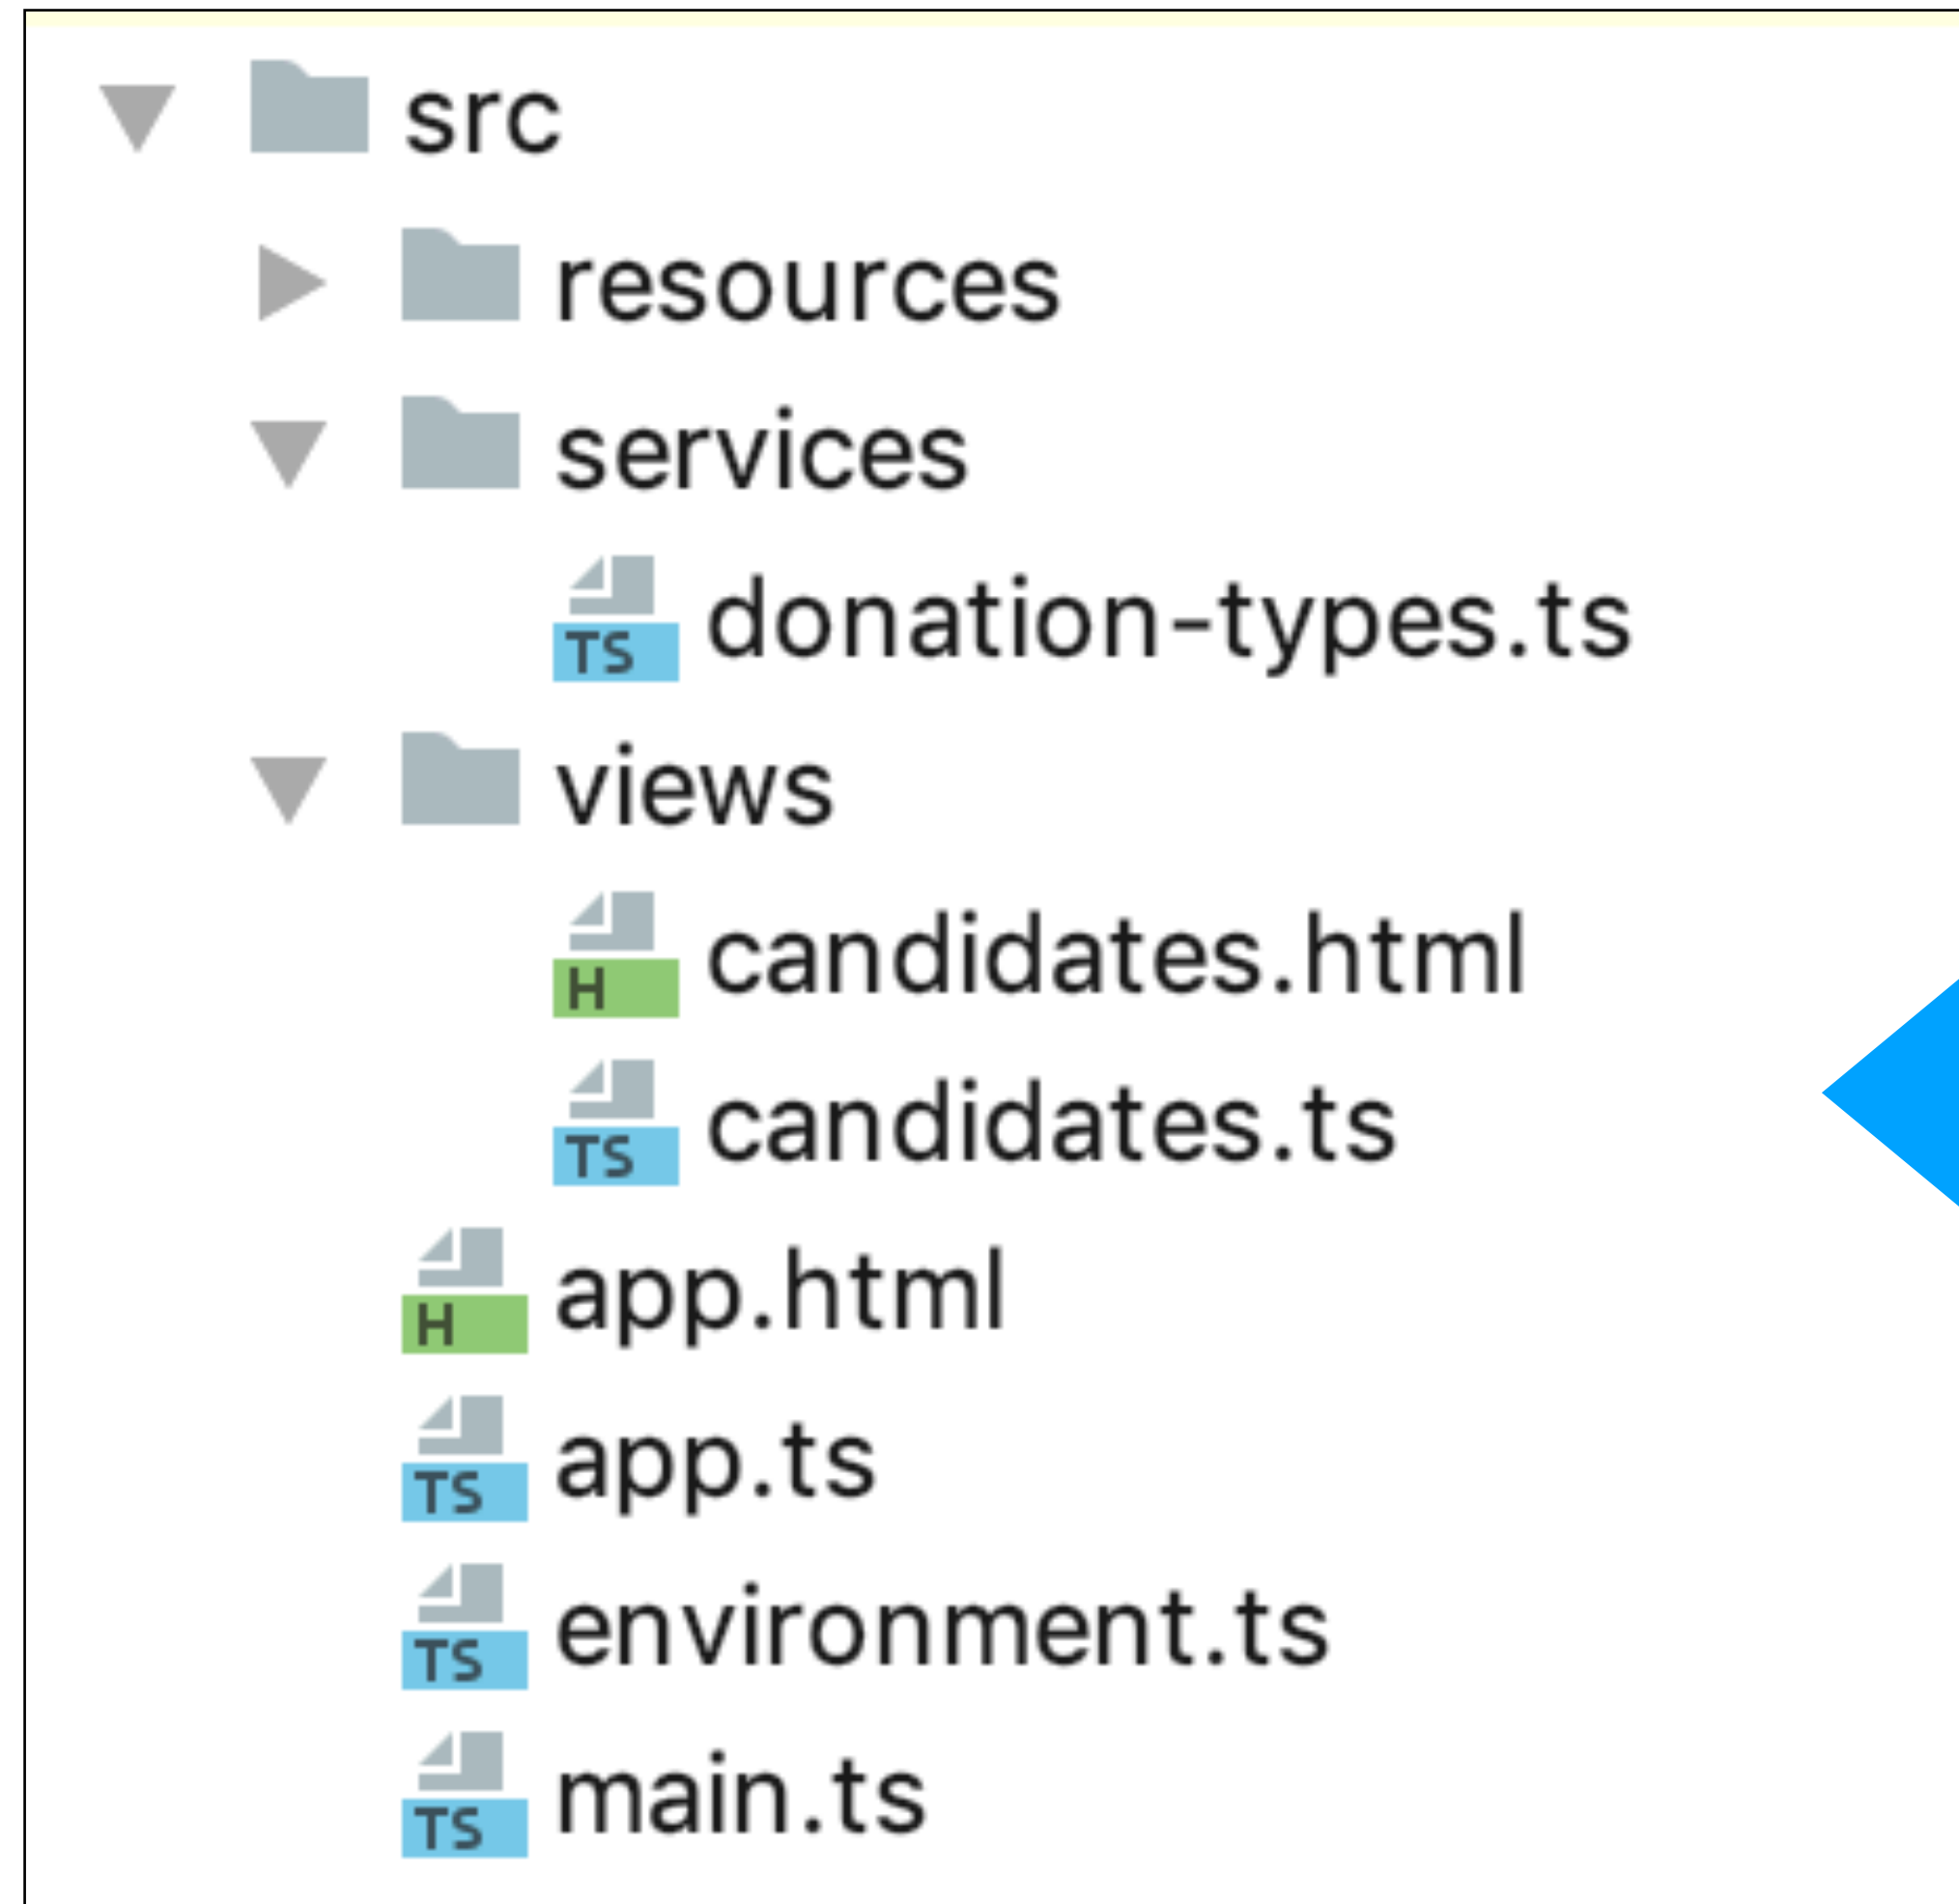 src
resources
services
TS donation-types.ts
views
H candidates.html
TS candidates.ts
H app.html
TS app.ts
TS environment.ts
TS main.ts